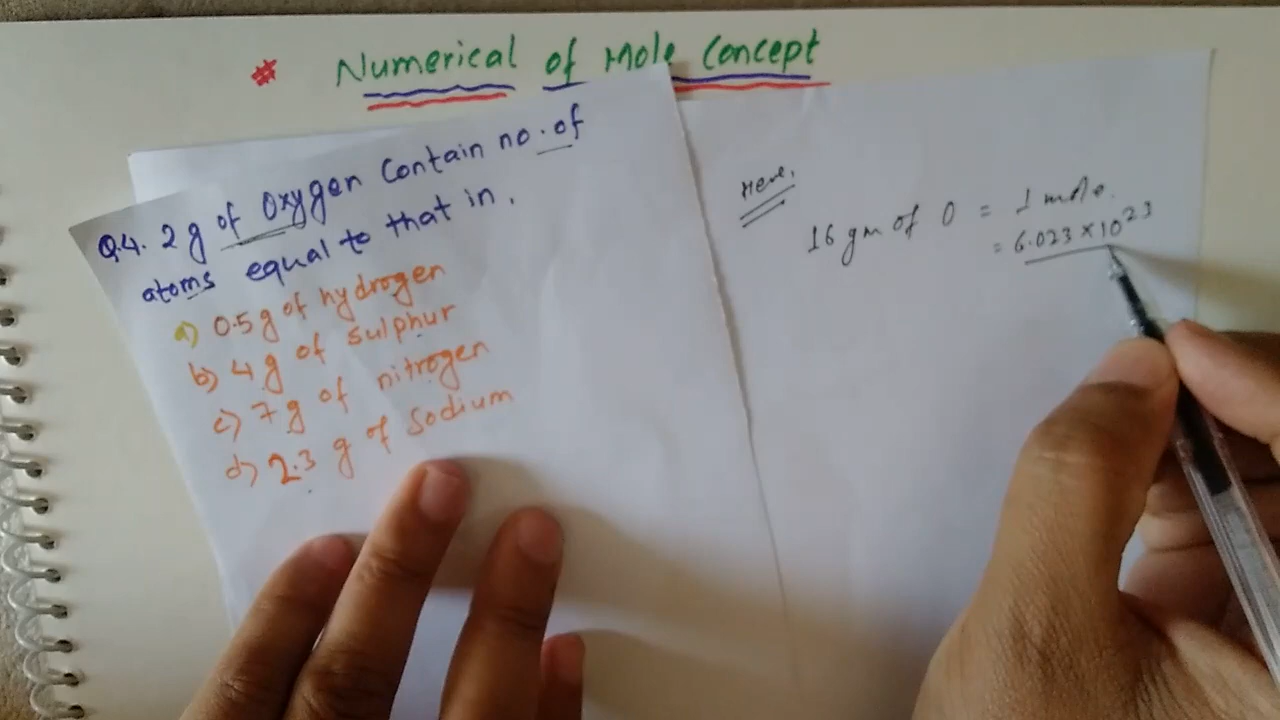 * Numerical of Mole Concept
Q.4. 2 g of Oxygen Contain no. of
atoms equal to that in.
a) 0.5 g of hydrogen
b) 4 g of sulphur
c) 7 g of nitrogen
d) 2.3 g of Sodium
Here,
16 gm of O = 1 mole.
= 6.023 × 10²³